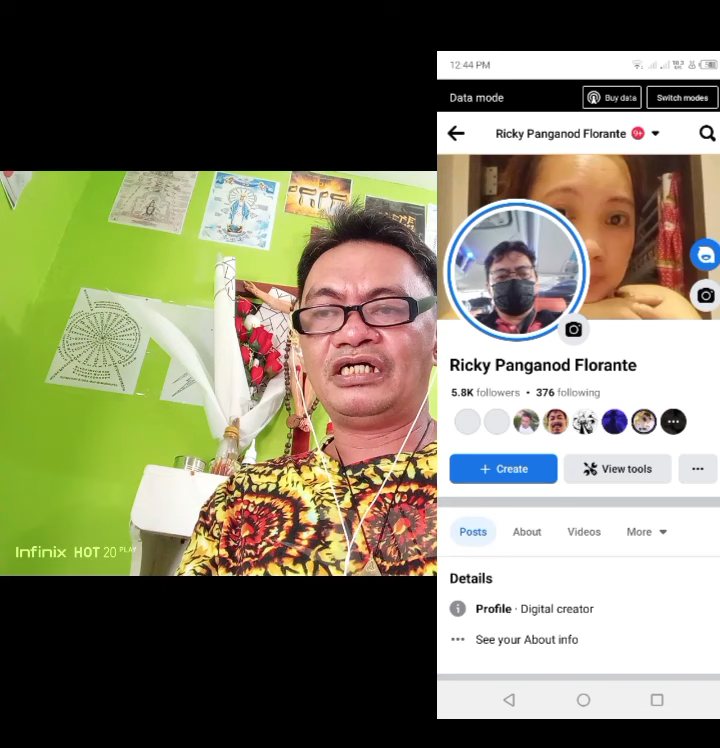 Infinix HOT 20 PLAY
12:44 PM
Data mode
Buy data
Switch modes
Ricky Panganod Florante 9+
Ricky Panganod Florante
5.8K followers • 376 following
+ Create
View tools
Posts About Videos More
Details
Profile · Digital creator
See your About info